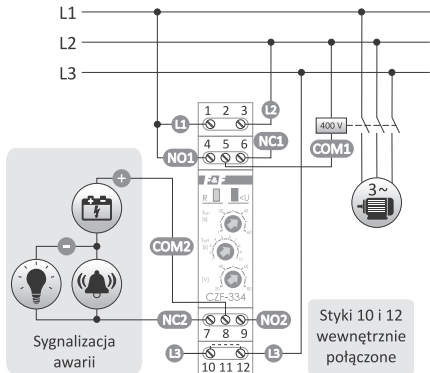 L1
L2
L3
1 2 3
L1
L2
4 5 6
NO1
NC1
400 V
COM1
F&F
R
<U
[s]
[s]
[V]
CZF-334
COM2
+
−
3~
NC2
NO2
7 8 9
L3
L3
10 11 12
Sygnalizacja
awarii
Styki 10 i 12
wewnętrznie
połączone